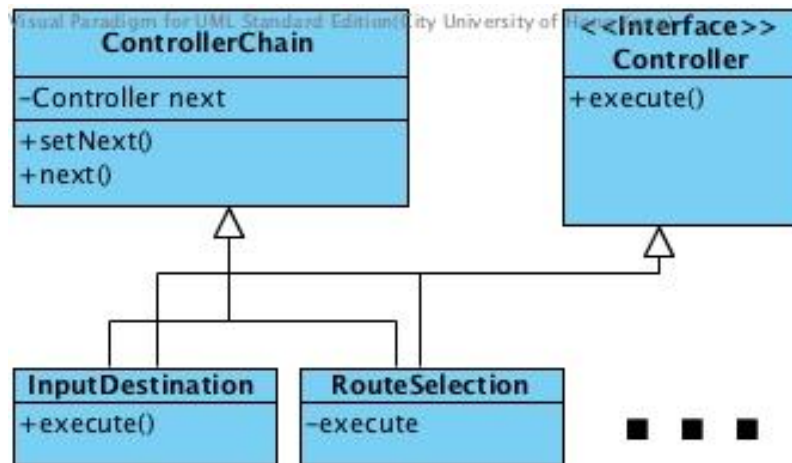 Visual Paradigm for UML Standard Edition(City University of
ControllerChain
-Controller next
+setNext()
+next()
<<Interface>>
Controller
+execute()
InputDestination
+execute()
RouteSelection
-execute